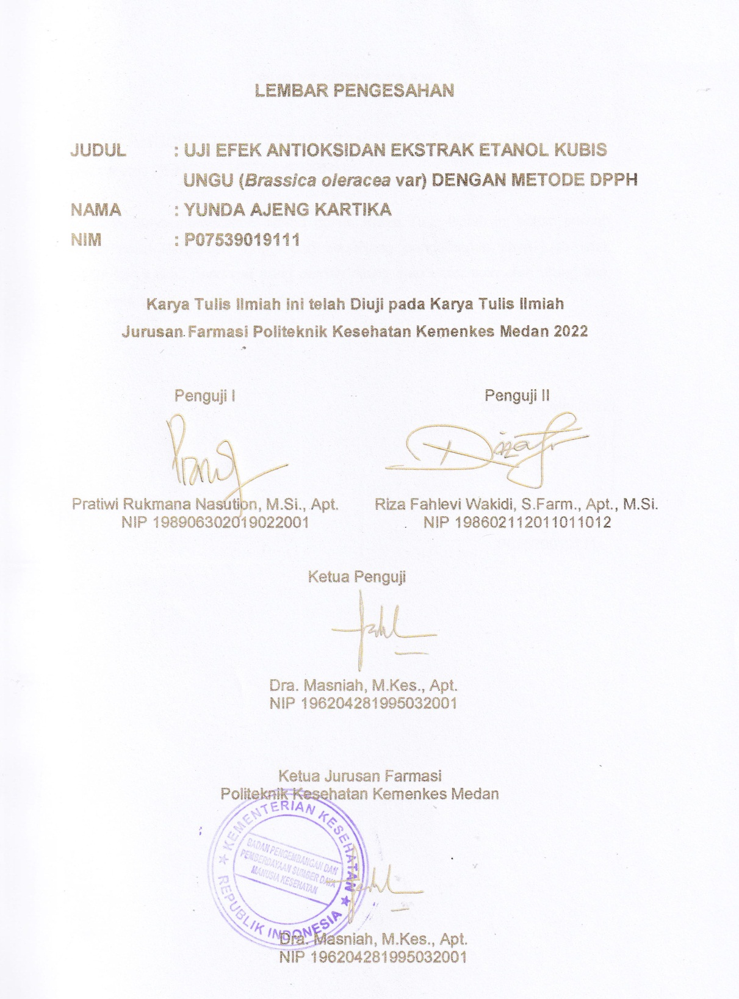 LEMBAR PENGESAHAN
JUDUL : UJI EFEK ANTIOKSIDAN EKSTRAK ETANOL KUBIS
UNGU (Brassica oleracea var) DENGAN METODE DPPH
NAMA : YUNDA AJENG KARTIKA
NIM : P07539019111
Karya Tulis Ilmiah ini telah Diuji pada Karya Tulis Ilmiah
Jurusan Farmasi Politeknik Kesehatan Kemenkes Medan 2022
Penguji I Penguji II
Pratiwi Rukmana Nasution, M.Si., Apt. Riza Fahlevi Wakidi, S.Farm., Apt., M.Si.
NIP 198906302019022001 NIP 198602112011011012
Ketua Penguji
Dra. Masniah, M.Kes., Apt.
NIP 196204281995032001
Ketua Jurusan Farmasi
Politeknik Kesehatan Kemenkes Medan
KEMENTERIAN KESEHATAN
BADAN PENGEMBANGAN DAN
PEMBERDAYAAN SUMBER DAYA
MANUSIA KESEHATAN
REPUBLIK INDONESIA
Dra. Masniah, M.Kes., Apt.
NIP 196204281995032001